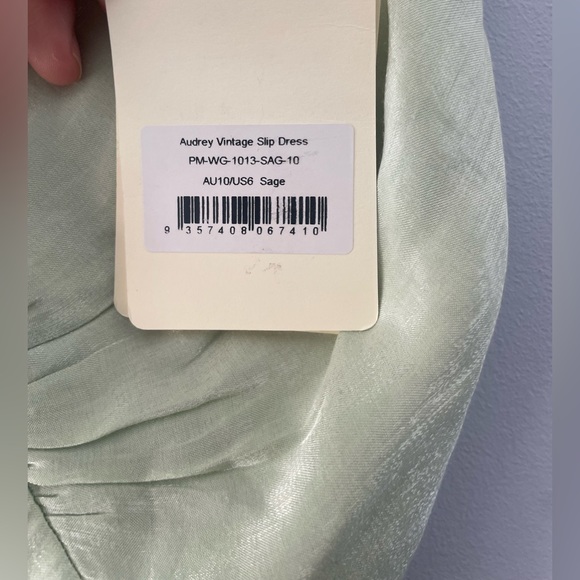 Audrey Vintage Slip Dress
PM-WG-1013-SAG-10
AU10/US6 Sage
9 357408 067410